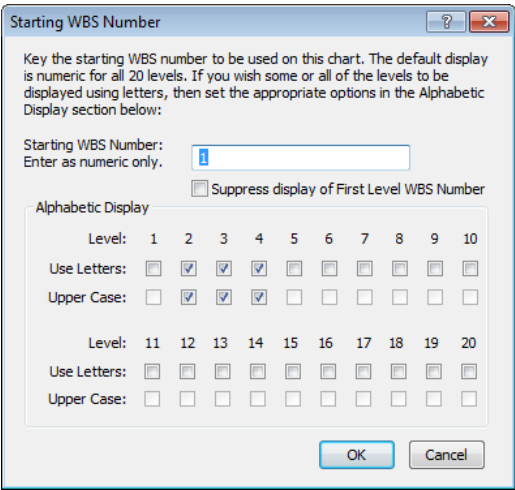 Starting WBS Number
Key the starting WBS number to be used on this chart. The default display
is numeric for all 20 levels. If you wish some or all of the levels to be
displayed using letters, then set the appropriate options in the Alphabetic
Display section below:
Starting WBS Number:
Enter as numeric only.
1
Suppress display of First Level WBS Number
Alphabetic Display
Level: 1 2 3 4 5 6 7 8 9 10
Use Letters:
Upper Case:
Level: 11 12 13 14 15 16 17 18 19 20
Use Letters:
Upper Case:
OK Cancel